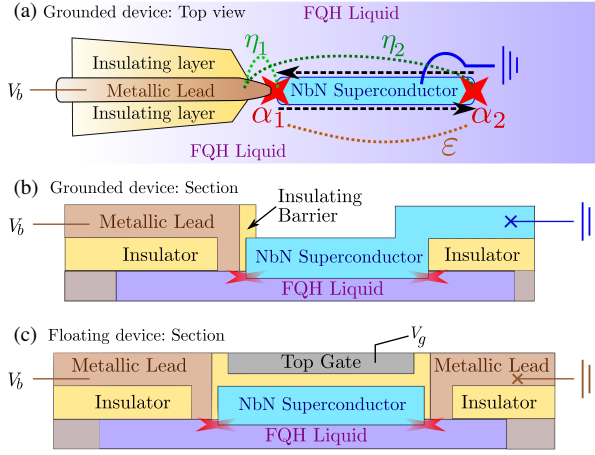 (a) Grounded device: Top view
FQH Liquid
η1
η2
Insulating layer
Vb
Metallic Lead
NbN Superconductor
Insulating layer
α1
α2
ε
FQH Liquid
(b) Grounded device: Section
Insulating
Barrier
Vb
Metallic Lead
Insulator
NbN Superconductor
Insulator
FQH Liquid
(c) Floating device: Section
Vg
Metallic Lead
Top Gate
Metallic Lead
Vb
Insulator
NbN Superconductor
Insulator
FQH Liquid